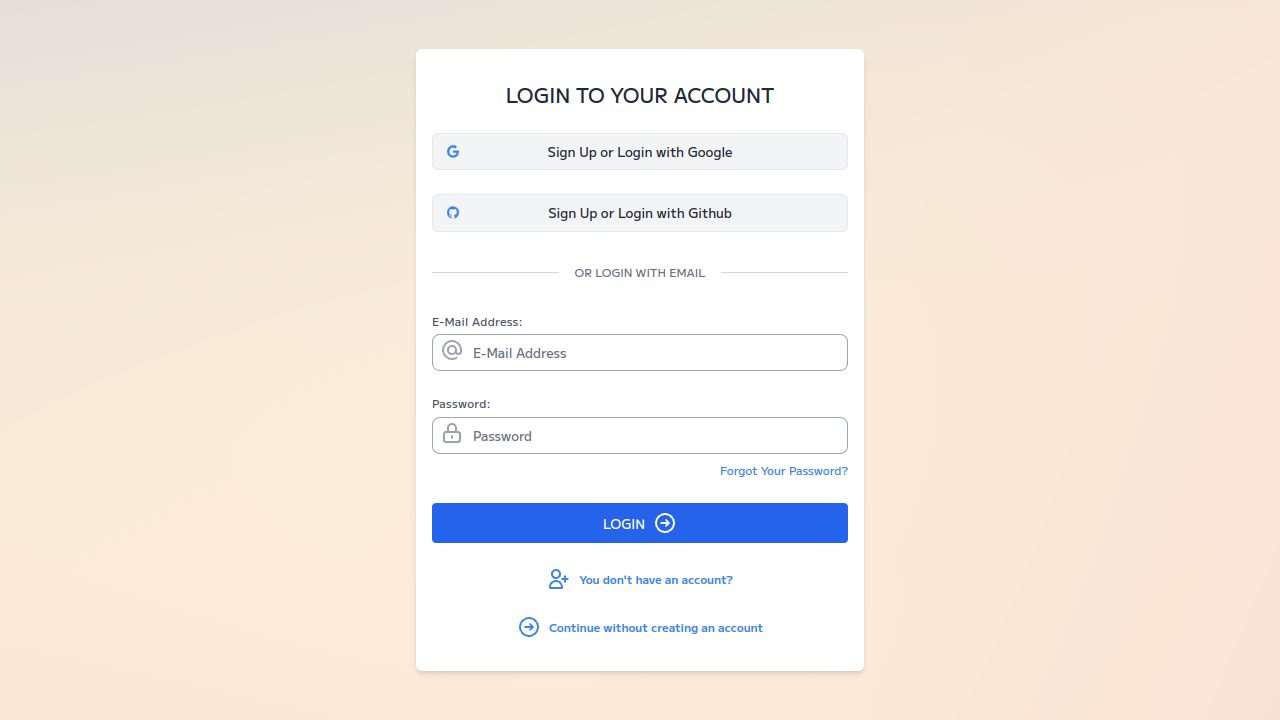 LOGIN TO YOUR ACCOUNT
Sign Up or Login with Google
Sign Up or Login with Github
OR LOGIN WITH EMAIL
E-Mail Address:
E-Mail Address
Password:
Password
Forgot Your Password?
LOGIN
You don't have an account?
Continue without creating an account